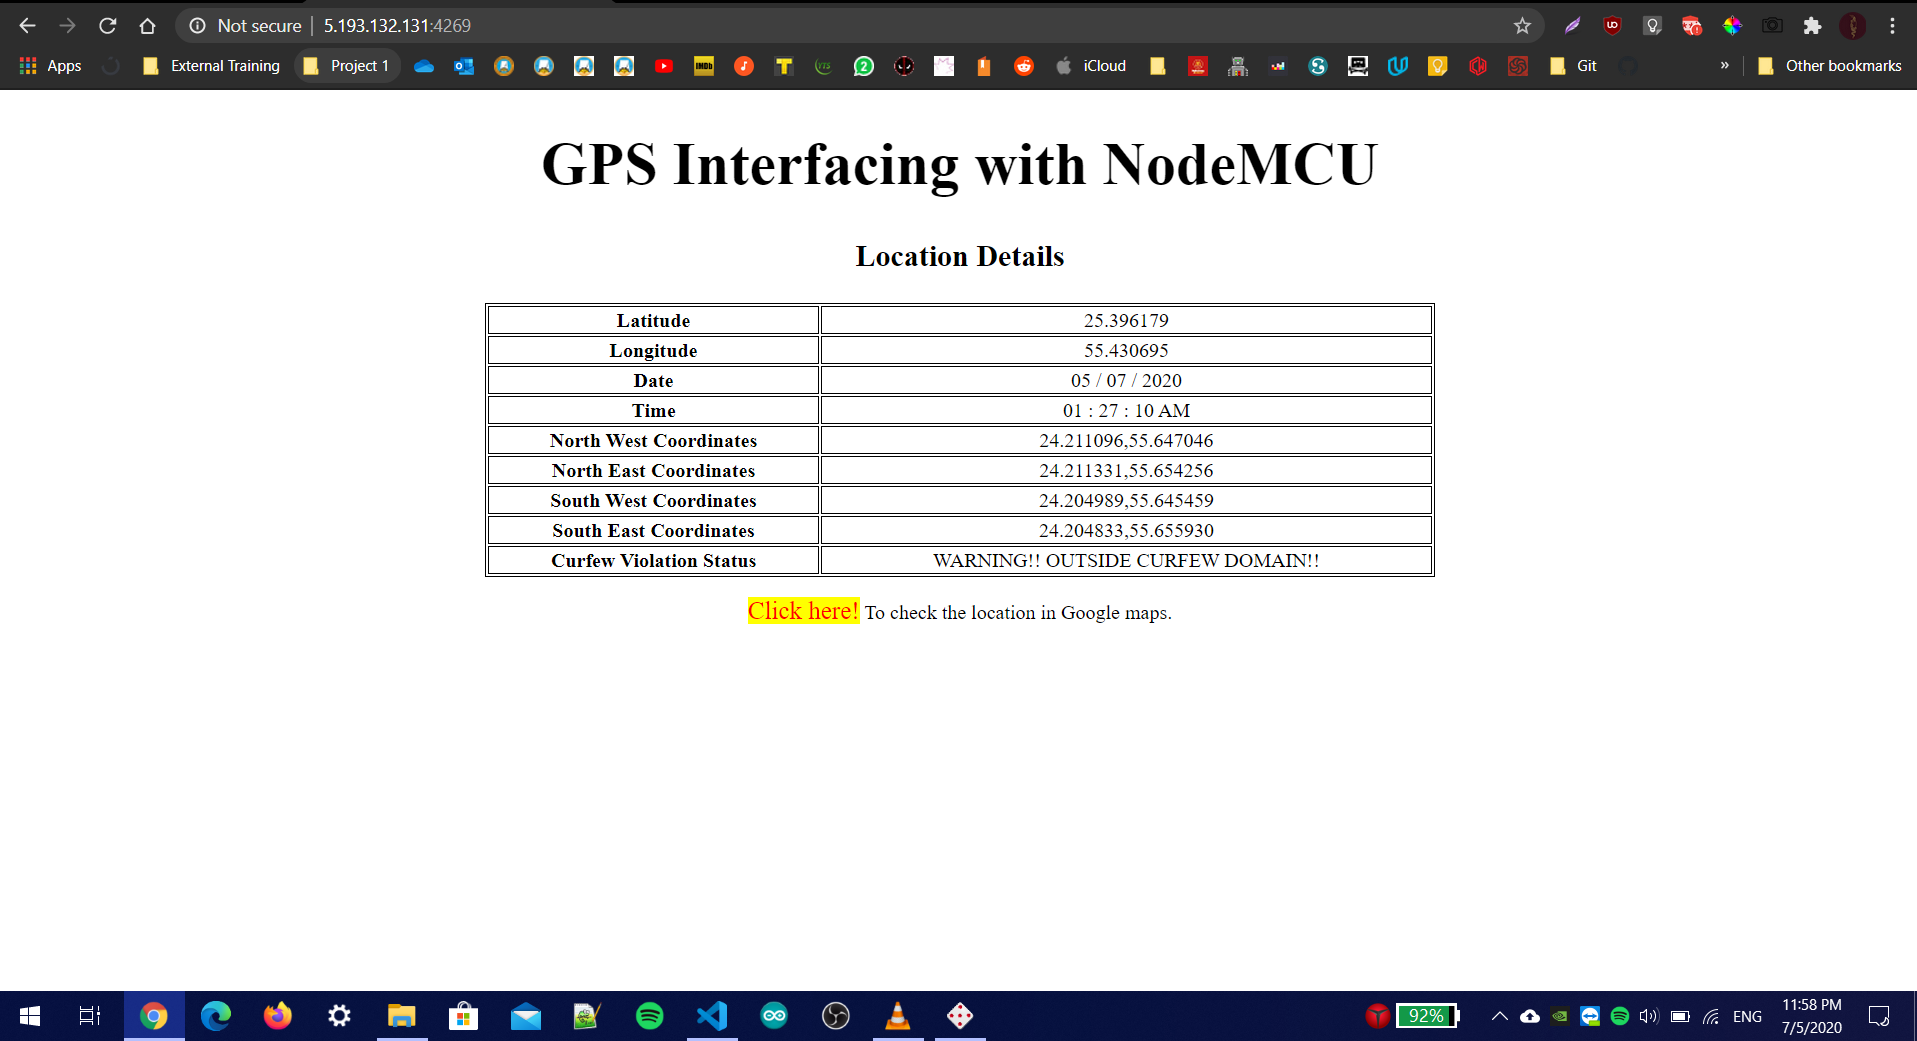 Not secure | 5.193.132.131:4269
Apps External Training Project 1 IMDb YTS 2 iCloud Git » Other bookmarks
GPS Interfacing with NodeMCU
Location Details
Latitude 25.396179
Longitude 55.430695
Date 05 / 07 / 2020
Time 01 : 27 : 10 AM
North West Coordinates 24.211096,55.647046
North East Coordinates 24.211331,55.654256
South West Coordinates 24.204989,55.645459
South East Coordinates 24.204833,55.655930
Curfew Violation Status WARNING!! OUTSIDE CURFEW DOMAIN!!
Click here! To check the location in Google maps.
92% ENG 11:58 PM
7/5/2020